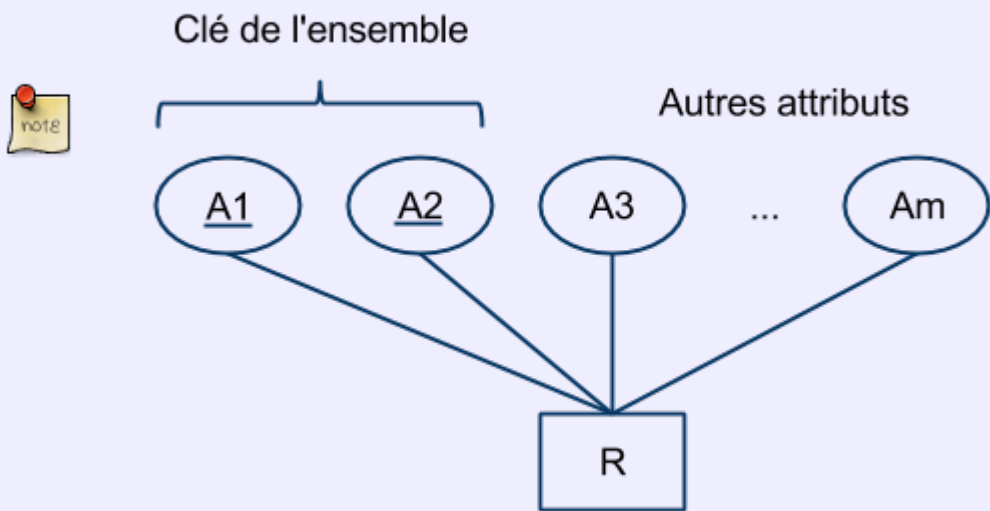 Clé de l'ensemble
Autres attributs
note
A1 A2 A3 ... Am
R